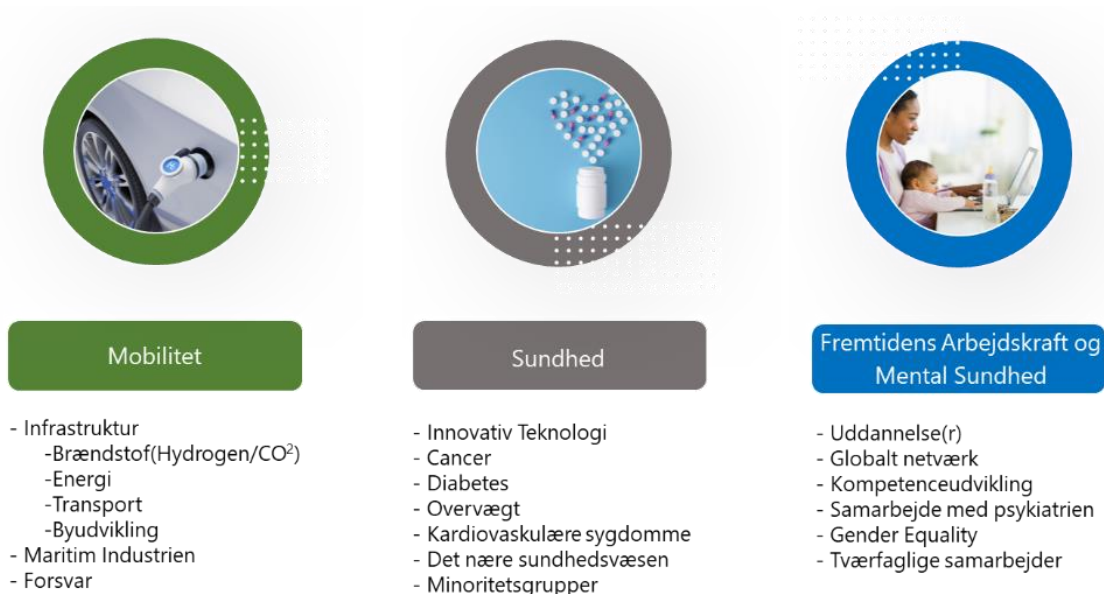 Mobilitet
- Infrastruktur
-Brændstof(Hydrogen/CO²)
-Energi
-Transport
-Byudvikling
- Maritim Industrien
- Forsvar
Sundhed
- Innovativ Teknologi
- Cancer
- Diabetes
- Overvægt
- Kardiovaskulære sygdomme
- Det nære sundhedsvæsen
- Minoritetsgrupper
Fremtidens Arbejdskraft og
Mental Sundhed
- Uddannelse(r)
- Globalt netværk
- Kompetenceudvikling
- Samarbejde med psykiatrien
- Gender Equality
- Tværfaglige samarbejder